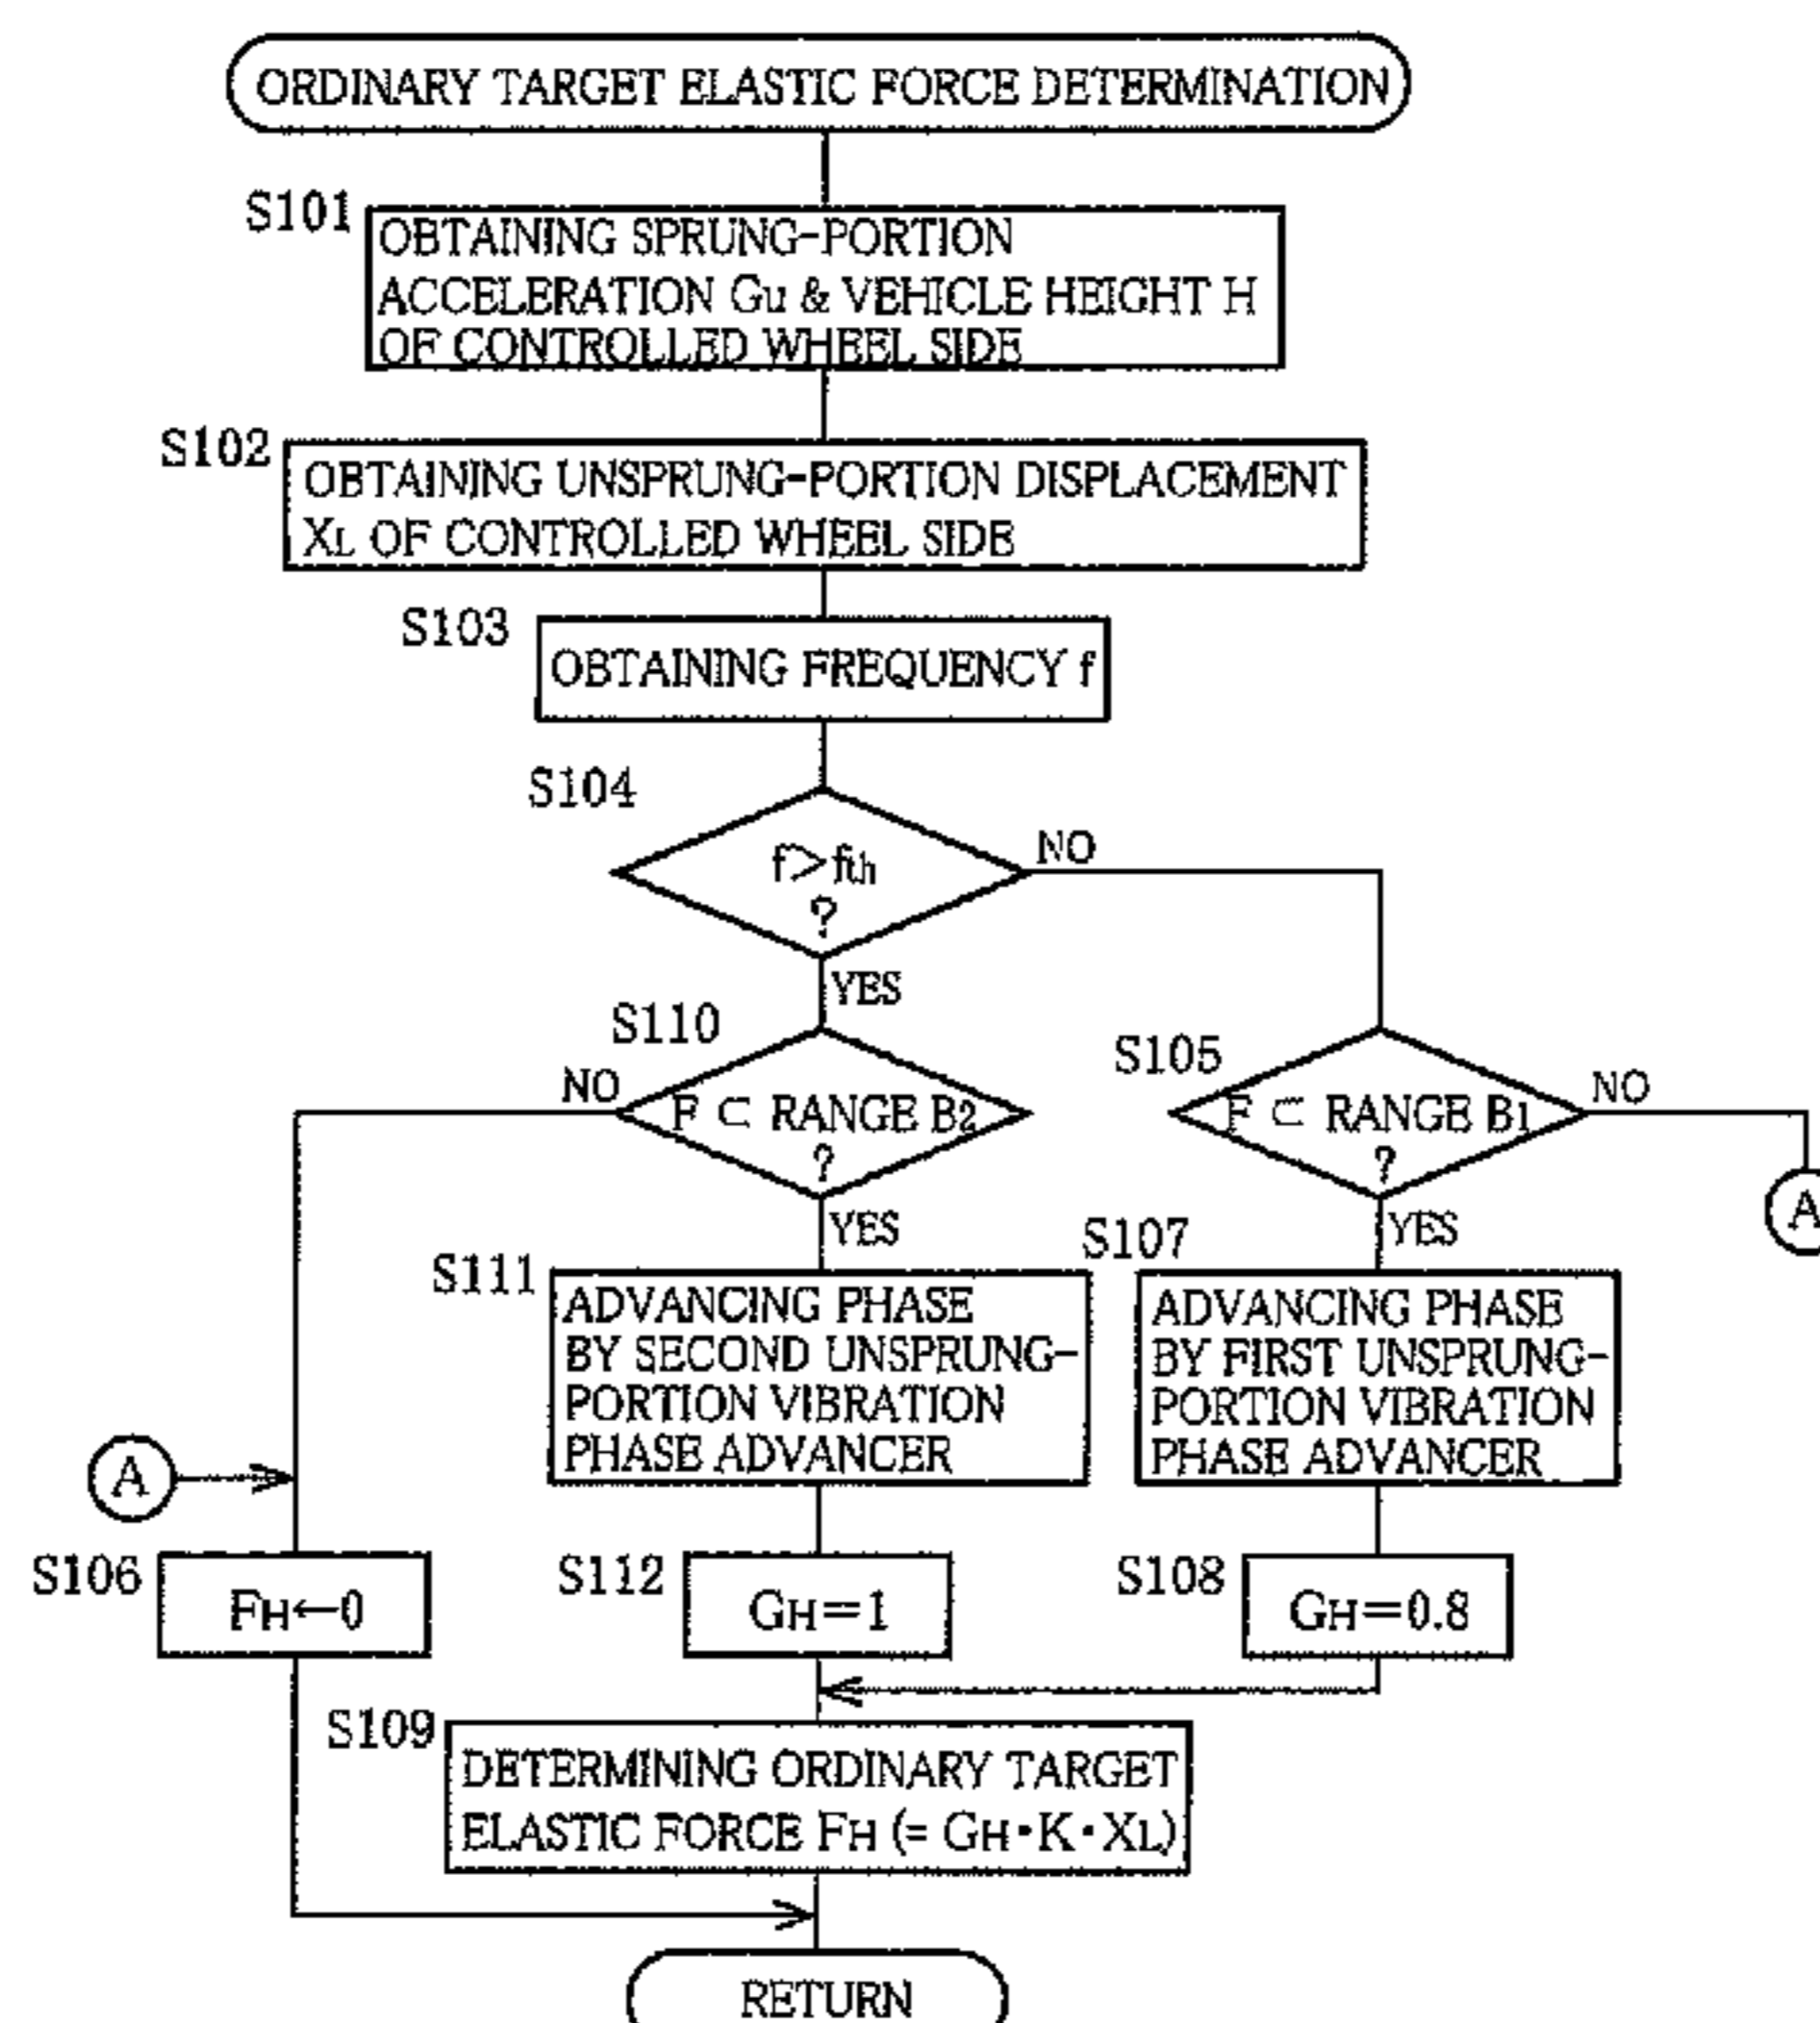 ORDINARY TARGET ELASTIC FORCE DETERMINATION
S101
OBTAINING SPRUNG-PORTION
ACCELERATION Gu & VEHICLE HEIGHT H
OF CONTROLLED WHEEL SIDE
S102
OBTAINING UNSPRUNG-PORTION DISPLACEMENT
XL OF CONTROLLED WHEEL SIDE
S103
OBTAINING FREQUENCY f
S104
f>fth
?
NO
YES
S110
F ⊂ RANGE B2
?
NO
YES
S105
F ⊂ RANGE B1
?
NO
A
YES
S111
ADVANCING PHASE
BY SECOND UNSPRUNG-
PORTION VIBRATION
PHASE ADVANCER
S107
ADVANCING PHASE
BY FIRST UNSPRUNG-
PORTION VIBRATION
PHASE ADVANCER
A
S106
FH←0
S112
GH=1
S108
GH=0.8
S109
DETERMINING ORDINARY TARGET
ELASTIC FORCE FH (= GH・K・XL)
RETURN